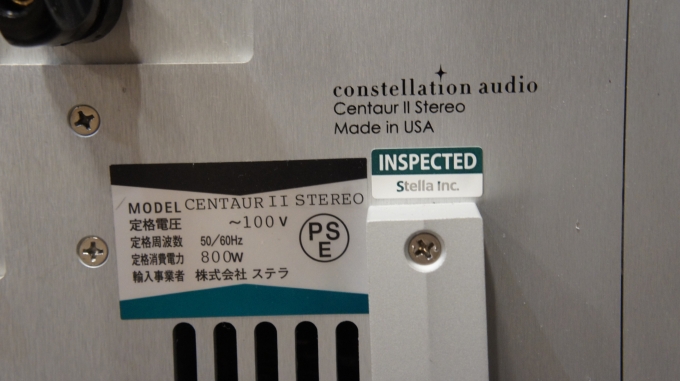 constellation audio
Centaur II Stereo
Made in USA
INSPECTED
Stella Inc.
MODEL CENTAUR II STEREO
定格電圧 ~100V
定格周波数 50/60Hz
定格消費電力 800W
輸入事業者 株式会社 ステラ
PS
E